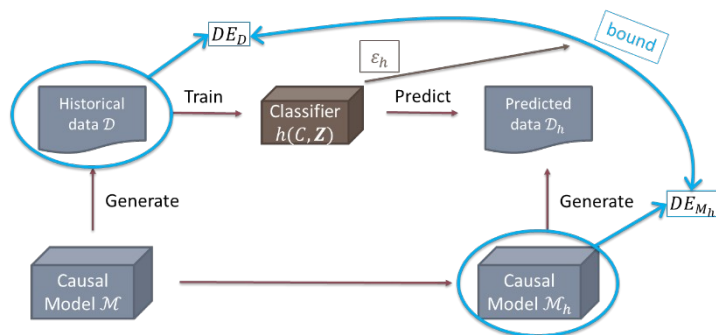 DE_D
bound
ε_h
Historical
data 𝒟
Train
Classifier
h(C, Z)
Predict
Predicted
data 𝒟_h
Generate
Generate
DE_{M_h}
Causal
Model ℳ
Causal
Model ℳ_h